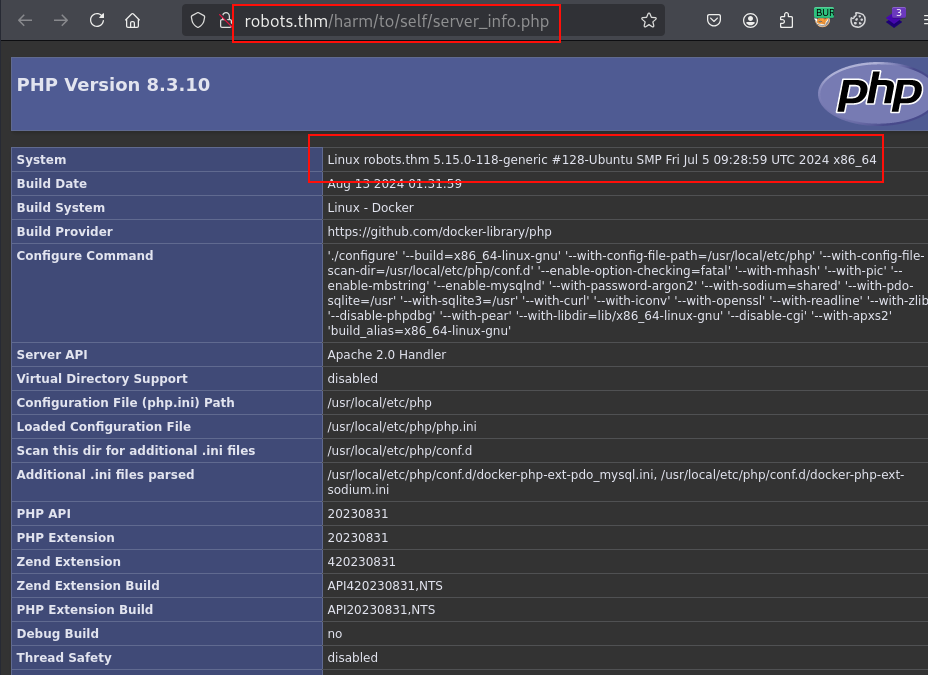 robots.thm/harm/to/self/server_info.php
BUR
3
PHP Version 8.3.10
php
System Linux robots.thm 5.15.0-118-generic #128-Ubuntu SMP Fri Jul 5 09:28:59 UTC 2024 x86_64
Build Date Aug 13 2024 01:31:59
Build System Linux - Docker
Build Provider https://github.com/docker-library/php
Configure Command './configure' '--build=x86_64-linux-gnu' '--with-config-file-path=/usr/local/etc/php' '--with-config-file-
scan-dir=/usr/local/etc/php/conf.d' '--enable-option-checking=fatal' '--with-mhash' '--with-pic' '--
enable-mbstring' '--enable-mysqlnd' '--with-password-argon2' '--with-sodium=shared' '--with-pdo-
sqlite=/usr' '--with-sqlite3=/usr' '--with-curl' '--with-iconv' '--with-openssl' '--with-readline' '--with-zlib
'--disable-phpdbg' '--with-pear' '--with-libdir=lib/x86_64-linux-gnu' '--disable-cgi' '--with-apxs2'
'build_alias=x86_64-linux-gnu'
Server API Apache 2.0 Handler
Virtual Directory Support disabled
Configuration File (php.ini) Path /usr/local/etc/php
Loaded Configuration File /usr/local/etc/php/php.ini
Scan this dir for additional .ini files /usr/local/etc/php/conf.d
Additional .ini files parsed /usr/local/etc/php/conf.d/docker-php-ext-pdo_mysql.ini, /usr/local/etc/php/conf.d/docker-php-ext-
sodium.ini
PHP API 20230831
PHP Extension 20230831
Zend Extension 420230831
Zend Extension Build API420230831,NTS
PHP Extension Build API20230831,NTS
Debug Build no
Thread Safety disabled